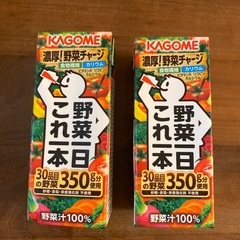 KAGOME
濃厚!野菜チャージ
食物繊維 カリウム
野菜一日
これ一本
30品目の野菜350g分使用
野菜汁100%
KAGOME
濃厚!野菜チャージ
食物繊維 カリウム
野菜一日
これ一本
30品目の野菜350g分使用
野菜汁100%